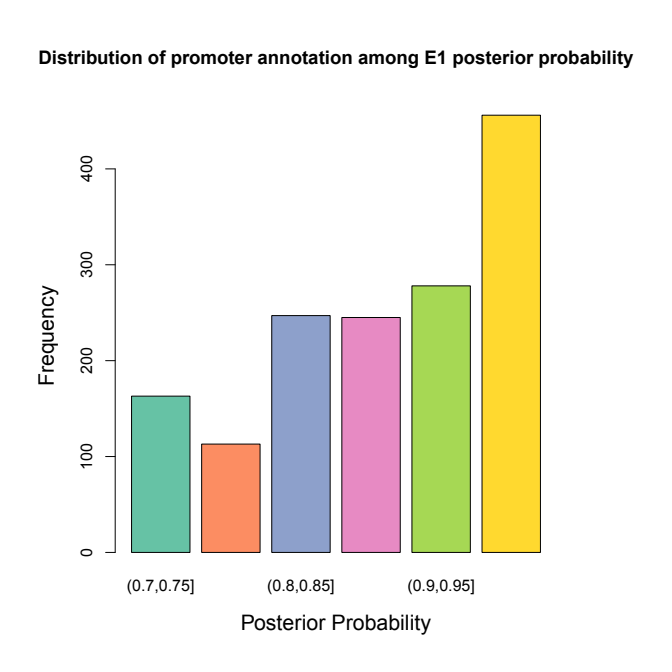 Distribution of promoter annotation among E1 posterior probability
400
300
200
100
0
Frequency
(0.7,0.75] (0.8,0.85] (0.9,0.95]
Posterior Probability